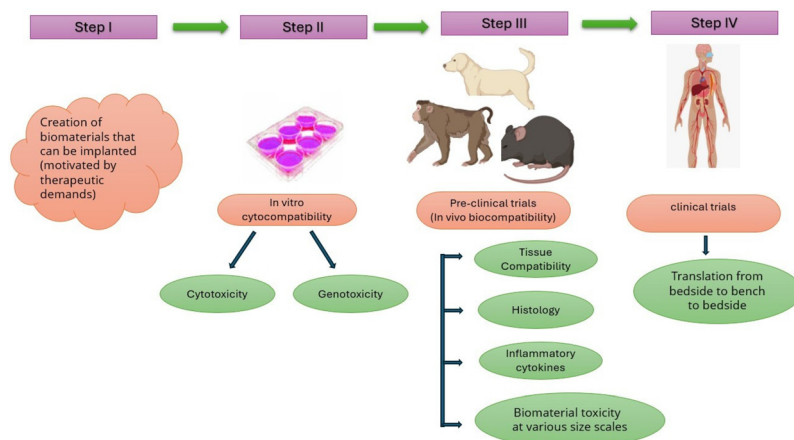 Step I
Step II
Step III
Step IV
Creation of
biomaterials that
can be implanted
(motivated by
therapeutic
demands)
In vitro
cytocompatibility
Pre-clinical trials
(In vivo biocompatibility)
clinical trials
Cytotoxicity
Genotoxicity
Tissue
Compatibility
Histology
Inflammatory
cytokines
Biomaterial toxicity
at various size scales
Translation from
bedside to bench
to bedside